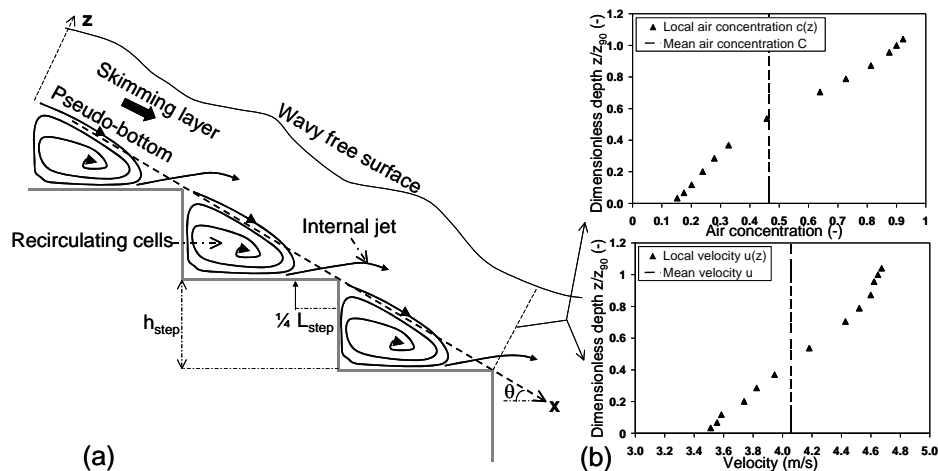 z
Skimming layer
Pseudo-bottom
Wavy free surface
Recirculating cells
Internal jet
h_step
¼ L_step
θ
x
(a)
(b)
Dimensionless depth z/z90 (-)
1.2
1.0
0.8
0.6
0.4
0.2
0
Local air concentration c(z)
Mean air concentration C
0 0.1 0.2 0.3 0.4 0.5 0.6 0.7 0.8 0.9 1
Air concentration (-)
Dimensionless depth z/z90 (-)
1.2
1
0.8
0.6
0.4
0.2
0
Local velocity u(z)
Mean velocity u
3.0 3.2 3.4 3.6 3.8 4.0 4.2 4.4 4.6 4.8 5.0
Velocity (m/s)